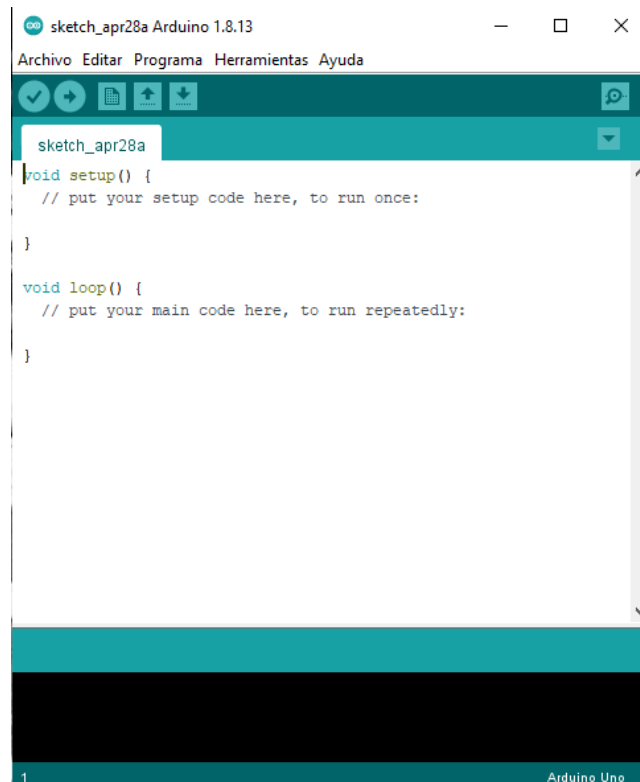 sketch_apr28a Arduino 1.8.13
Archivo Editar Programa Herramientas Ayuda
sketch_apr28a
void setup() {
  // put your setup code here, to run once:
}
void loop() {
  // put your main code here, to run repeatedly:
}
1 Arduino Uno